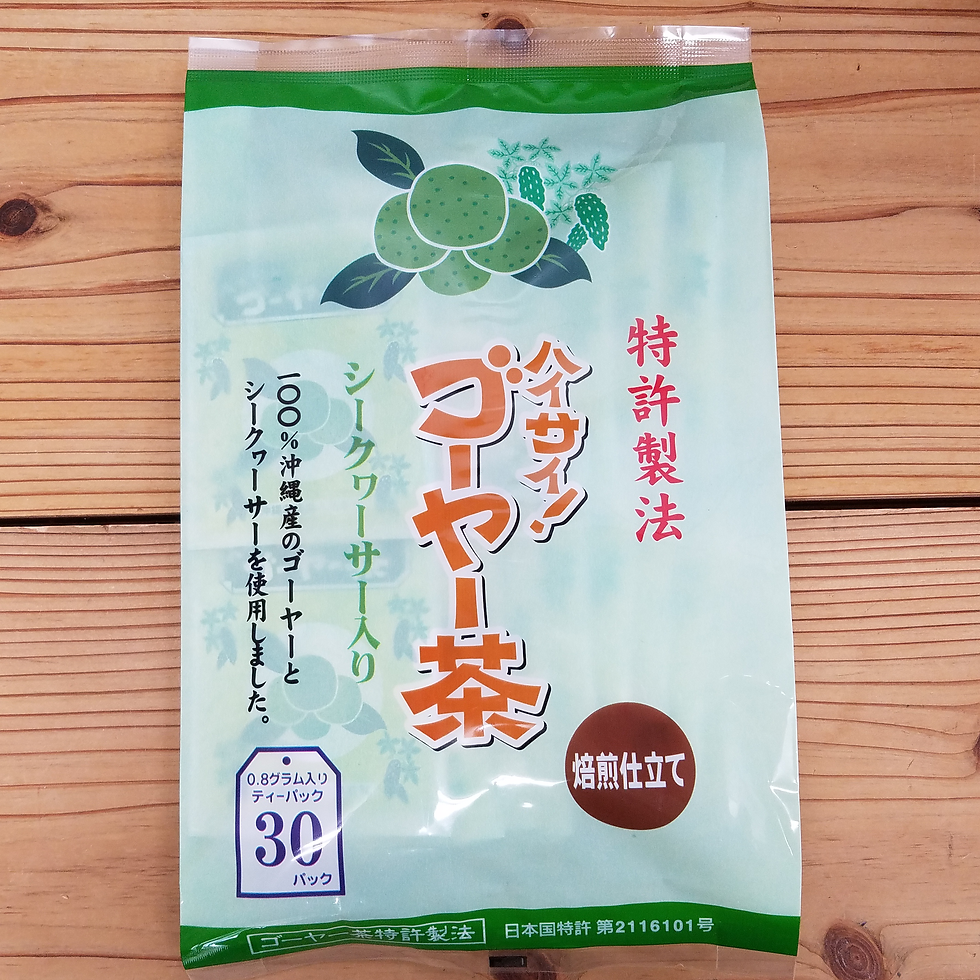 特許製法
ハイサイ!
ゴーヤー茶
シークヮーサー入り
100%沖縄産のゴーヤーと
シークヮーサーを使用しました。
焙煎仕立て
0.8グラム入り
ティーパック
30
パック
ゴーヤー茶特許製法
日本国特許 第2116101号